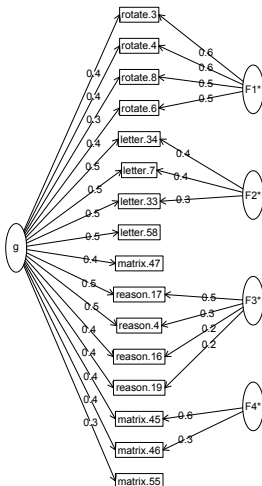 rotate.3
0.6
rotate.4
0.6
0.4
rotate.8
F1*
0.5
0.4
rotate.6
0.5
0.3
letter.34
0.4
0.4
0.5
letter.7
0.4
0.5
F2*
letter.33
0.3
0.5
letter.58
0.5
g
matrix.47
0.4
0.5
reason.17
0.5
F3*
0.5
reason.4
0.3
0.4
reason.16
0.2
0.4
reason.19
0.2
0.4
matrix.45
0.6
F4*
0.4
matrix.46
0.3
0.3
matrix.55